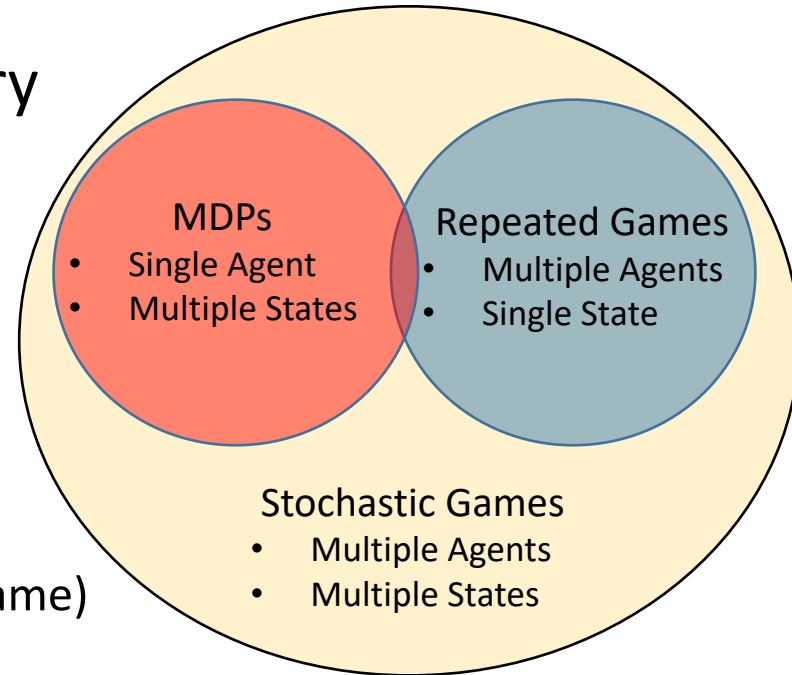 ry
MDPs
• Single Agent
• Multiple States
Repeated Games
• Multiple Agents
• Single State
Stochastic Games
• Multiple Agents
• Multiple States
ame)